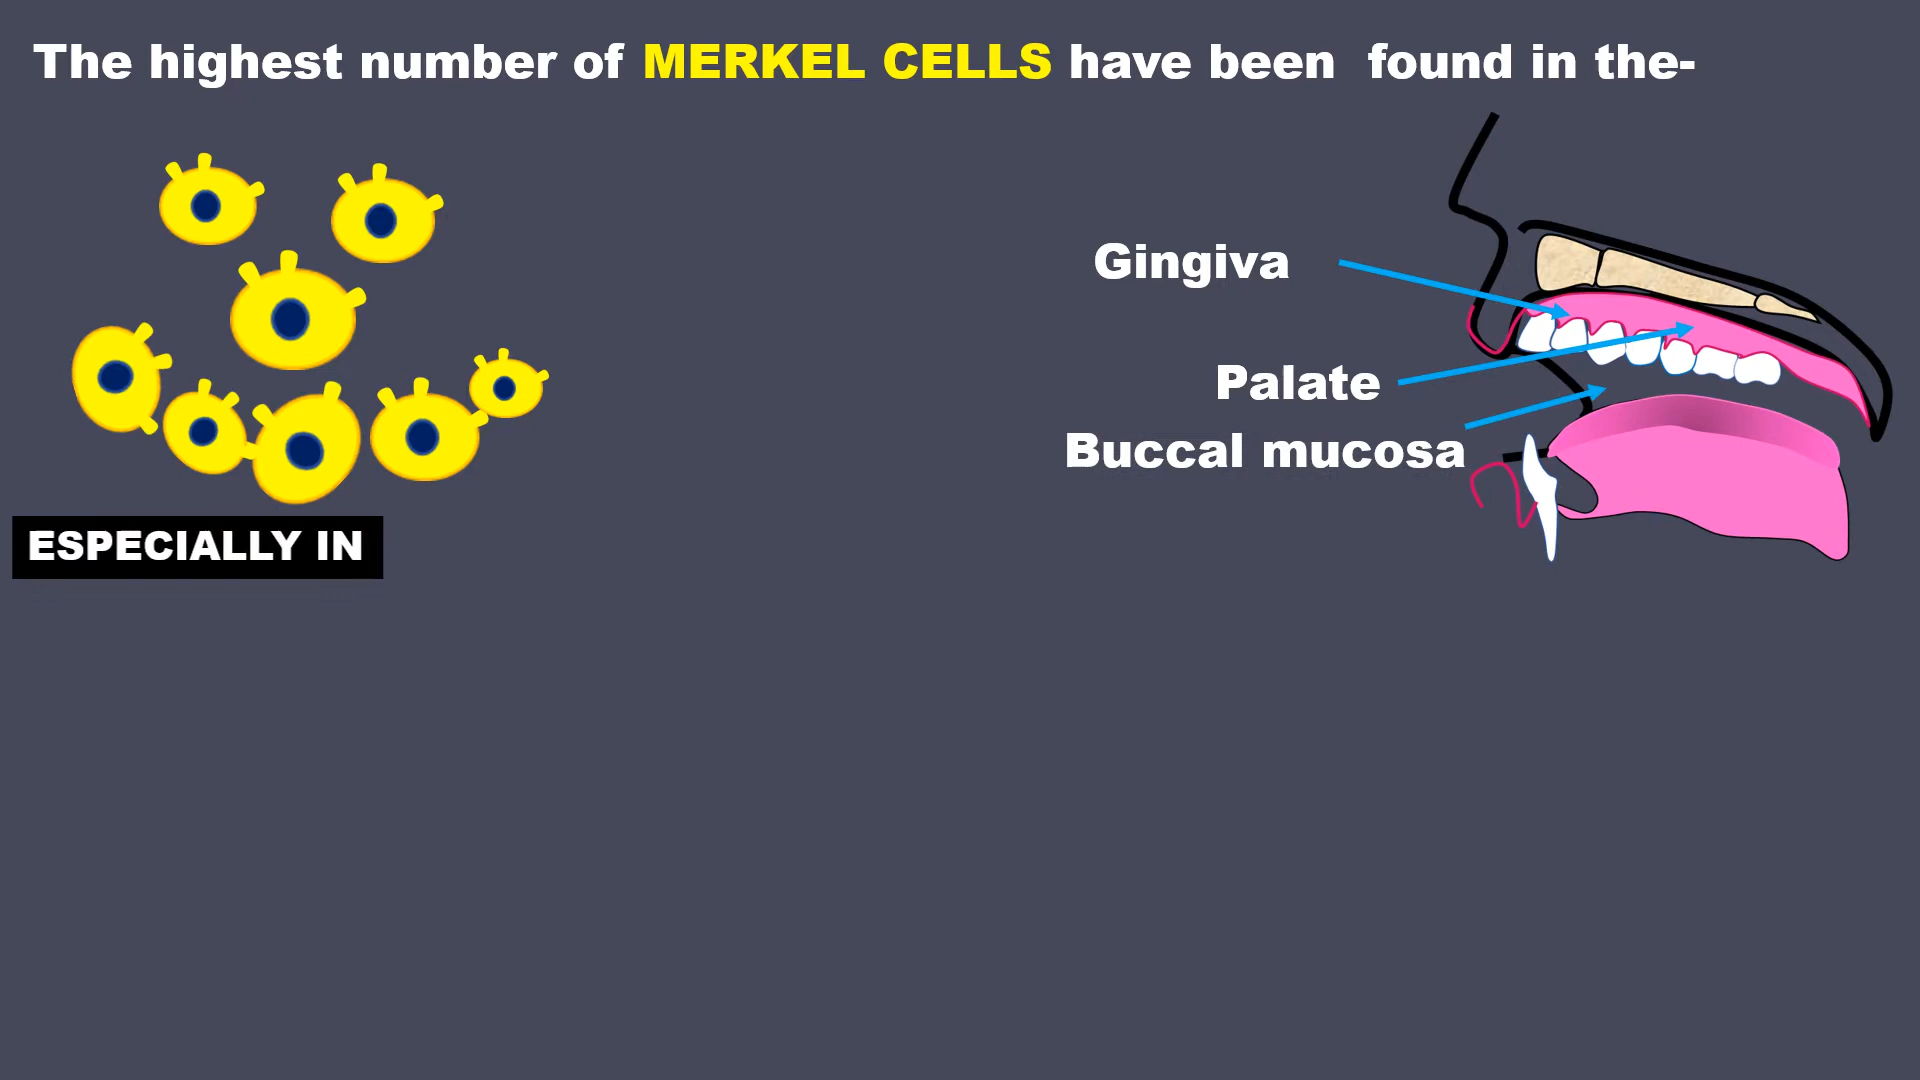 The highest number of MERKEL CELLS have been found in the-
Gingiva
Palate
Buccal mucosa
ESPECIALLY IN